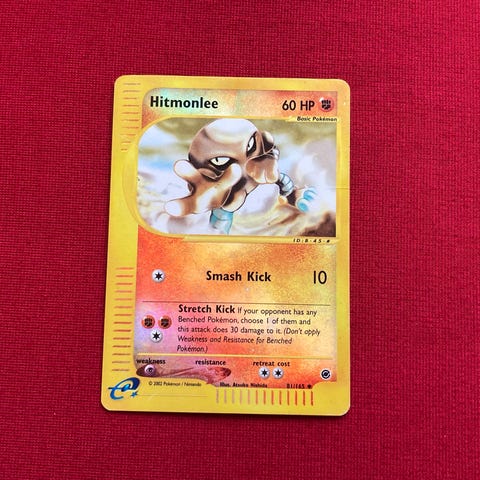 Hitmonlee 60 HP
Basic Pokémon
ID-B-45-#
Smash Kick 10
Stretch Kick If your opponent has any
Benched Pokémon, choose 1 of them and
this attack does 30 damage to it. (Don't apply
Weakness and Resistance for Benched
Pokémon.)
weakness resistance retreat cost
© 2002 Pokémon / Nintendo Illus. Atsuko Nishida 81/165
e